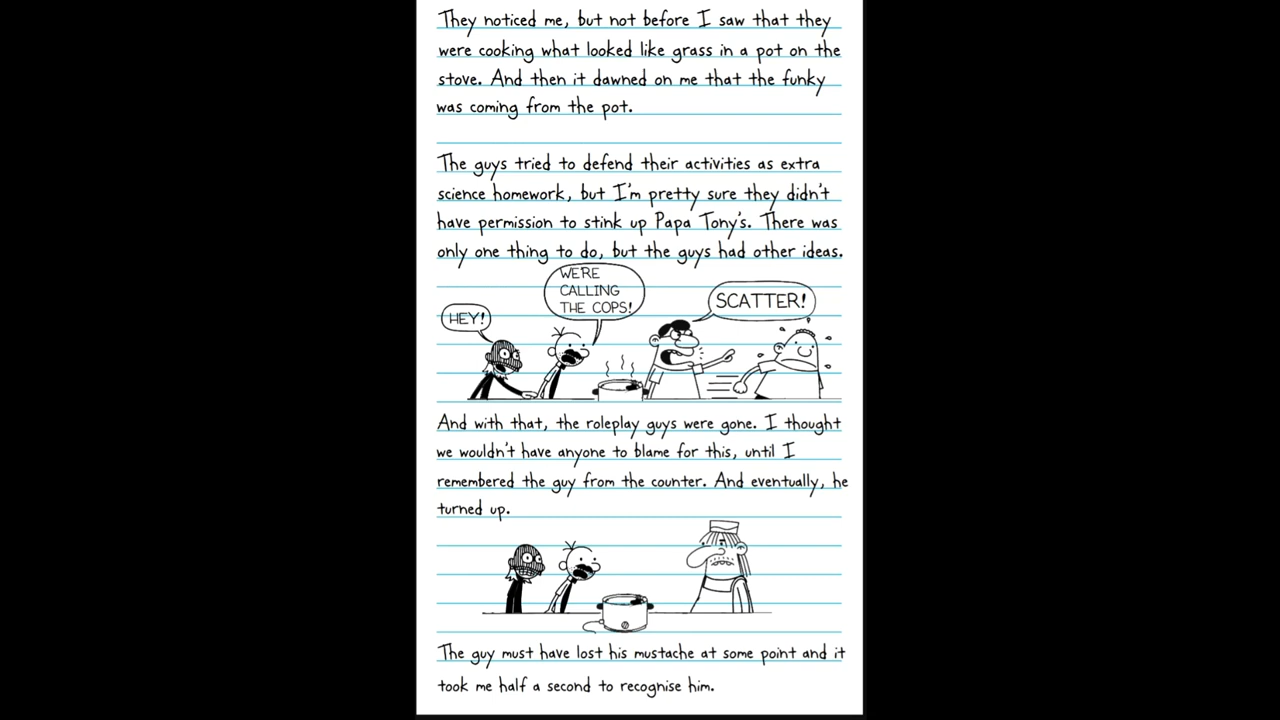 They noticed me, but not before I saw that they
were cooking what looked like grass in a pot on the
stove. And then it dawned on me that the funky
was coming from the pot.
The guys tried to defend their activities as extra
science homework, but I'm pretty sure they didn't
have permission to stink up Papa Tony's. There was
only one thing to do, but the guys had other ideas.
HEY!
WERE
CALLING
THE COPS!
SCATTER!
And with that, the roleplay guys were gone. I thought
we wouldn't have anyone to blame for this, until I
remembered the guy from the counter. And eventually, he
turned up.
The guy must have lost his mustache at some point and it
took me half a second to recognise him.